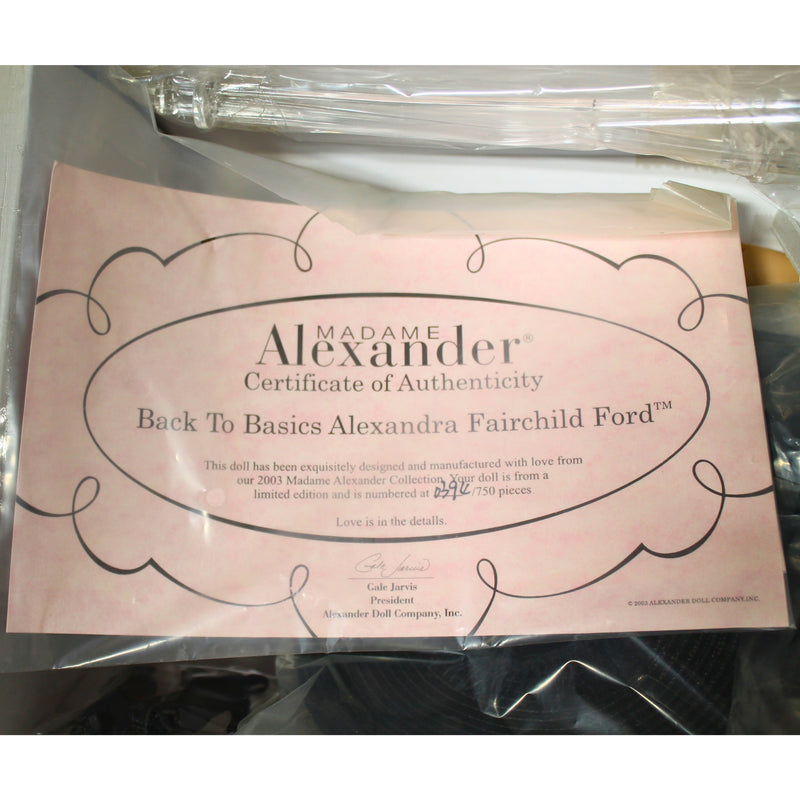 MADAME
Alexander®
Certificate of Authenticity
Back To Basics Alexandra Fairchild Ford™
This doll has been exquisitely designed and manufactured with love from
our 2003 Madame Alexander Collection. Your doll is from a
limited edition and is numbered at /750 pieces
Love is in the details.
Gale Jarvis
Gale Jarvis
President
Alexander Doll Company, Inc.
© 2003 ALEXANDER DOLL COMPANY, INC.